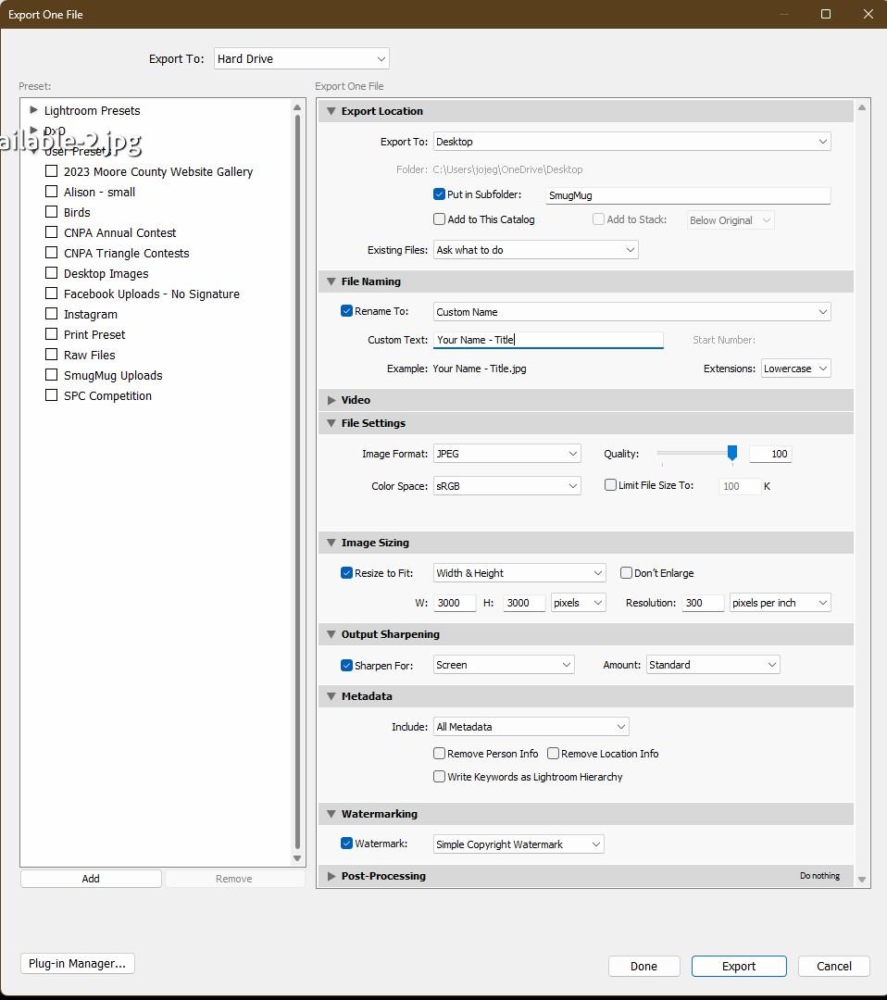 Export One File
Export To: Hard Drive
Preset:
Lightroom Presets
DxO
ailable-2.jpg
User Presets
2023 Moore County Website Gallery
Alison - small
Birds
CNPA Annual Contest
CNPA Triangle Contests
Desktop Images
Facebook Uploads - No Signature
Instagram
Print Preset
Raw Files
SmugMug Uploads
SPC Competition
Add Remove
Export One File
Export Location
Export To: Desktop
Folder: C:\Users\jojeg\OneDrive\Desktop
Put in Subfolder: SmugMug
Add to This Catalog Add to Stack: Below Original
Existing Files: Ask what to do
File Naming
Rename To: Custom Name
Custom Text: Your Name - Title Start Number:
Example: Your Name - Title.jpg Extensions: Lowercase
Video
File Settings
Image Format: JPEG Quality: 100
Color Space: sRGB Limit File Size To: 100 K
Image Sizing
Resize to Fit: Width & Height Don't Enlarge
W: 3000 H: 3000 pixels Resolution: 300 pixels per inch
Output Sharpening
Sharpen For: Screen Amount: Standard
Metadata
Include: All Metadata
Remove Person Info Remove Location Info
Write Keywords as Lightroom Hierarchy
Watermarking
Watermark: Simple Copyright Watermark
Post-Processing Do nothing
Plug-in Manager... Done Export Cancel